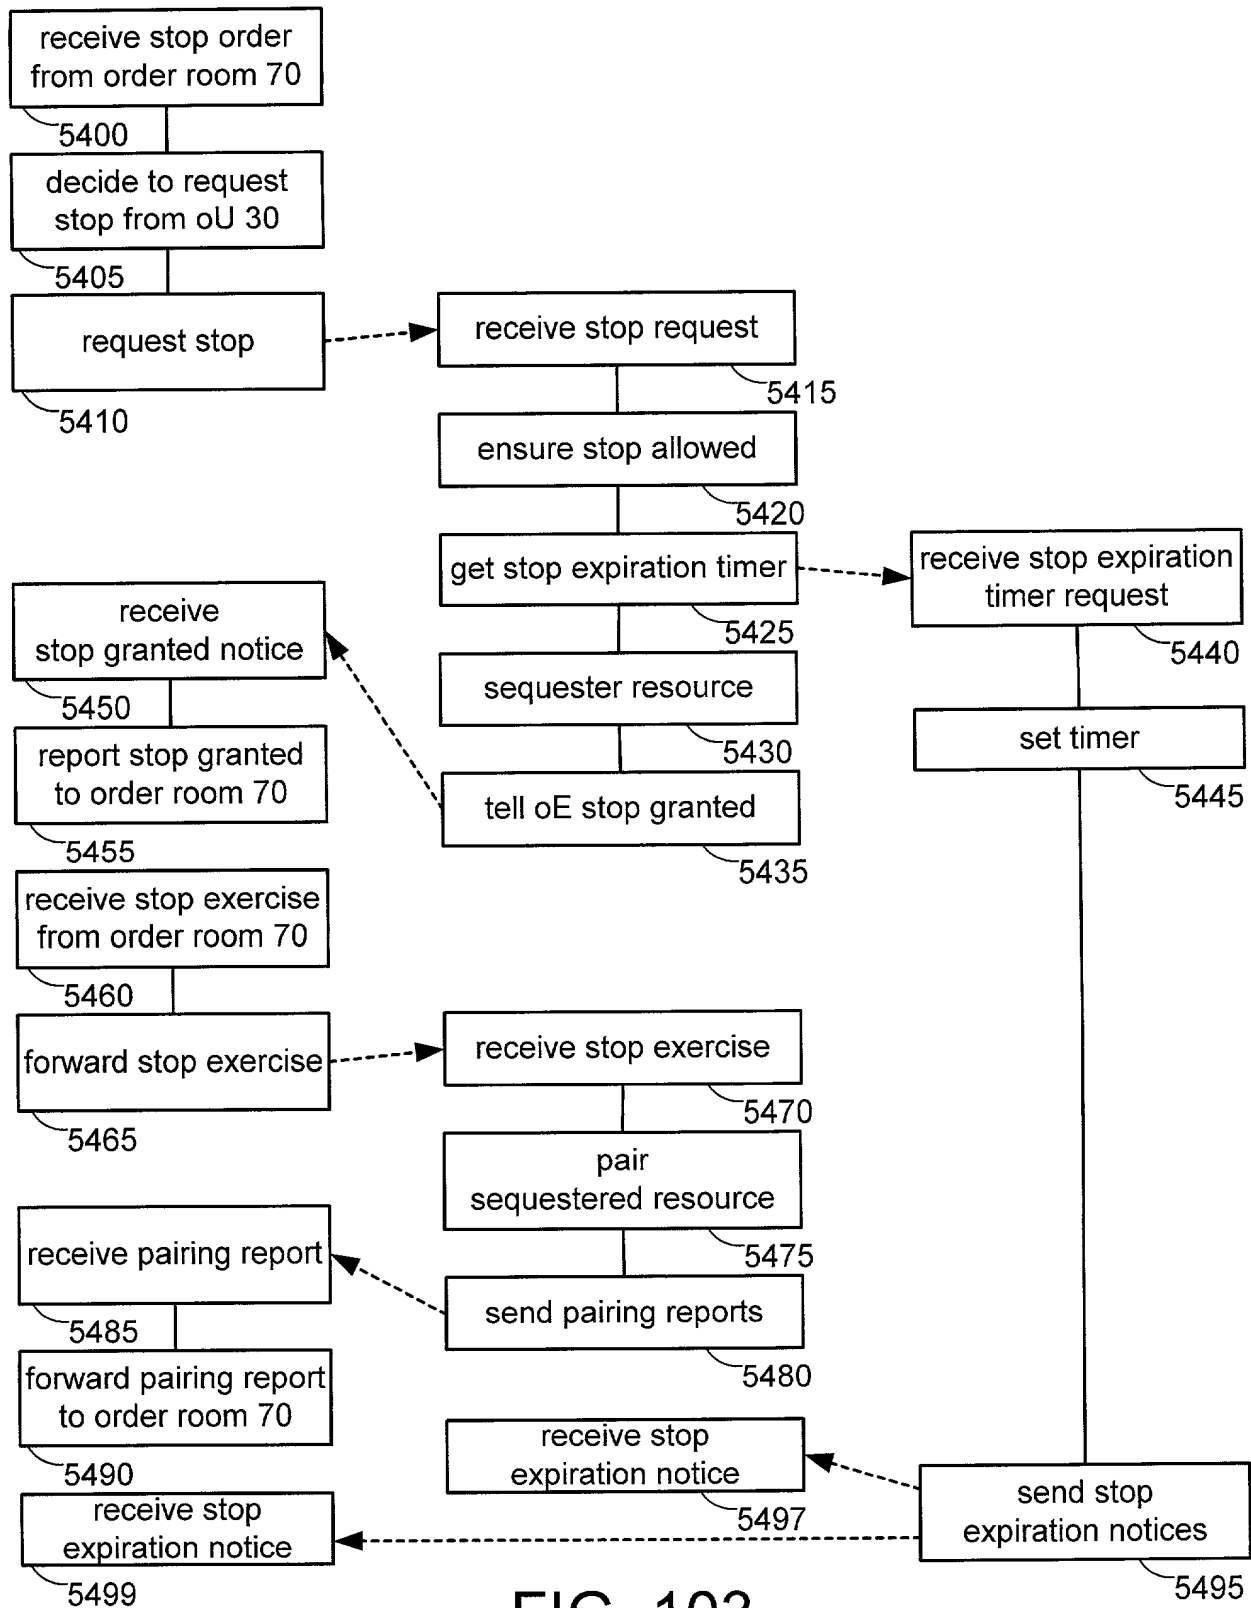 receive stop order
from order room 70
5400
decide to request
stop from oU 30
5405
request stop
5410
receive stop request
5415
ensure stop allowed
5420
get stop expiration timer
5425
receive stop expiration
timer request
5440
sequester resource
5430
set timer
5445
tell oE stop granted
5435
receive
stop granted notice
5450
report stop granted
to order room 70
5455
receive stop exercise
from order room 70
5460
forward stop exercise
5465
receive stop exercise
5470
pair
sequestered resource
5475
send pairing reports
5480
receive pairing report
5485
forward pairing report
to order room 70
5490
receive stop
expiration notice
5497
send stop
expiration notices
5495
receive stop
expiration notice
5499